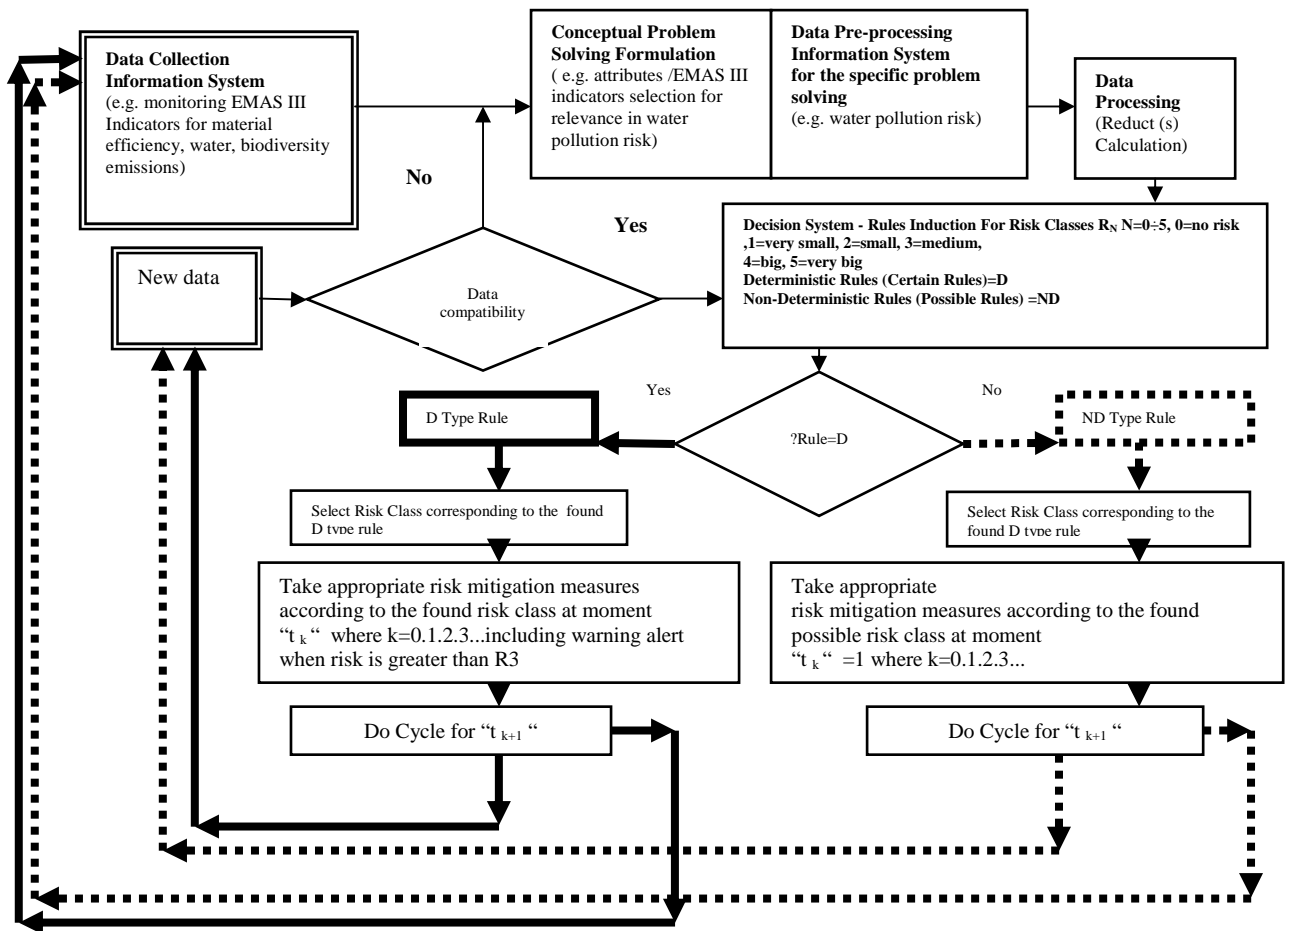 Data Collection
Information System
(e.g. monitoring EMAS III
Indicators for material
efficiency, water, biodiversity
emissions)
Conceptual Problem
Solving Formulation
( e.g. attributes /EMAS III
indicators selection for
relevance in water
pollution risk)
Data Pre-processing
Information System
for the specific problem
solving
(e.g. water pollution risk)
Data
Processing
(Reduct (s)
Calculation)
No
Yes
New data
Data
compatibility
Decision System - Rules Induction For Risk Classes R_N N=0÷5, 0=no risk
,1=very small, 2=small, 3=medium,
4=big, 5=very big
Deterministic Rules (Certain Rules)=D
Non-Deterministic Rules (Possible Rules) =ND
Yes
No
D Type Rule
?Rule=D
ND Type Rule
Select Risk Class corresponding to the found
D type rule
Select Risk Class corresponding to the
found D type rule
Take appropriate risk mitigation measures
according to the found risk class at moment
“t k “ where k=0.1.2.3...including warning alert
when risk is greater than R3
Take appropriate
risk mitigation measures according to the found
possible risk class at moment
“t k “ =1 where k=0.1.2.3...
Do Cycle for “t k+1 “
Do Cycle for “t k+1 “